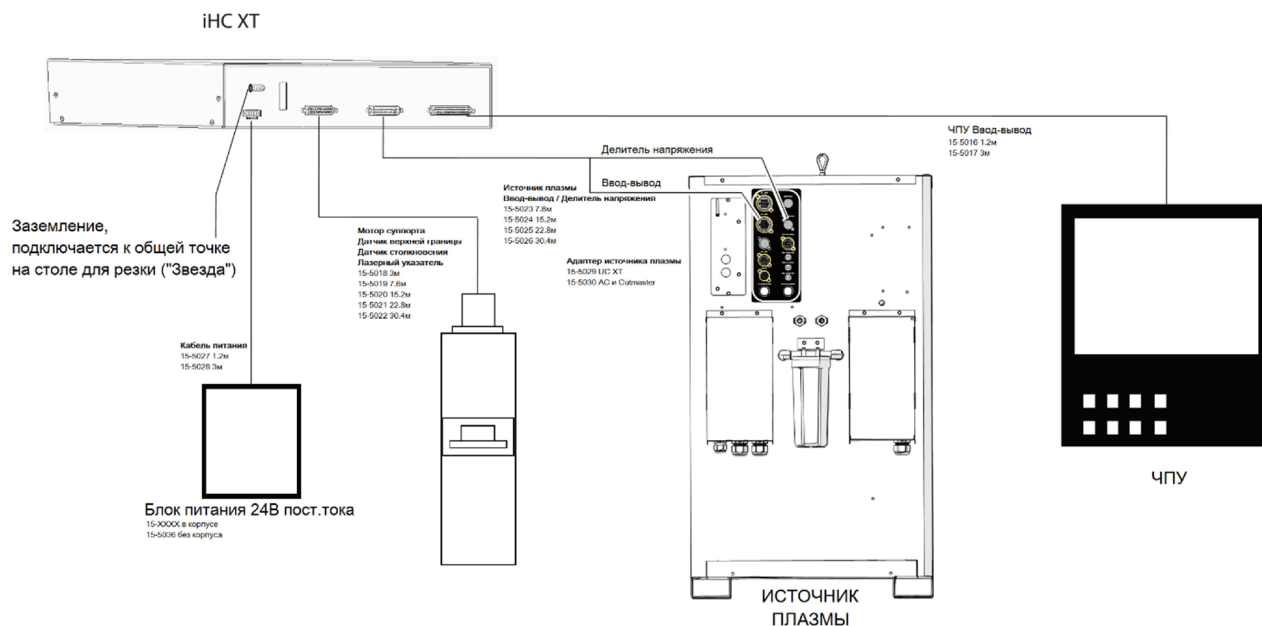 iHC XT
ЧПУ Ввод-вывод
15-5016 1.2м
15-5017 3м
Делитель напряжения
Ввод-вывод
Источник плазмы
Ввод-вывод / Делитель напряжения
15-5023 7.6м
15-5024 15.2м
15-5025 22.8м
15-5026 30.4м
Заземление,
подключается к общей точке
на столе для резки ("Звезда")
Мотор суппорта
Датчик верхней границы
Датчик столкновения
Лазерный указатель
15-5018 3м
15-5019 7.6м
15-5020 15.2м
15-5021 22.8м
15-5022 30.4м
Адаптер источника плазмы
15-5029 UC XT
15-5030 AC и Cutmaster
Кабель питания
15-5027 1.2м
15-5028 3м
ЧПУ
Блок питания 24В пост.тока
15-XXXX в корпусе
15-5036 без корпуса
ИСТОЧНИК
ПЛАЗМЫ